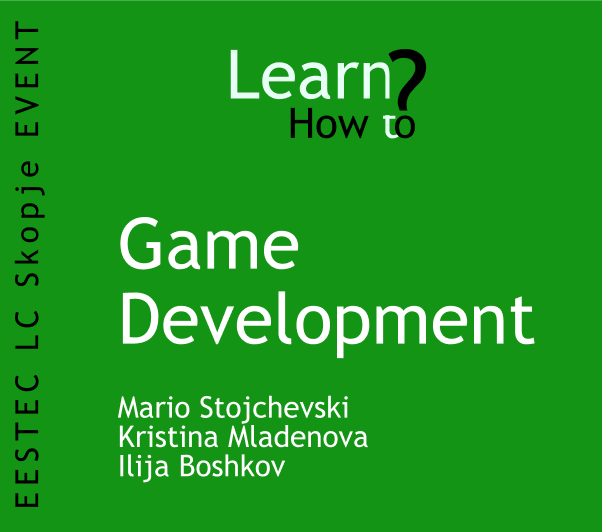 EESTEC LC Skopje EVENT
Learn?
How to
Game
Development
Mario Stojchevski
Kristina Mladenova
Ilija Boshkov